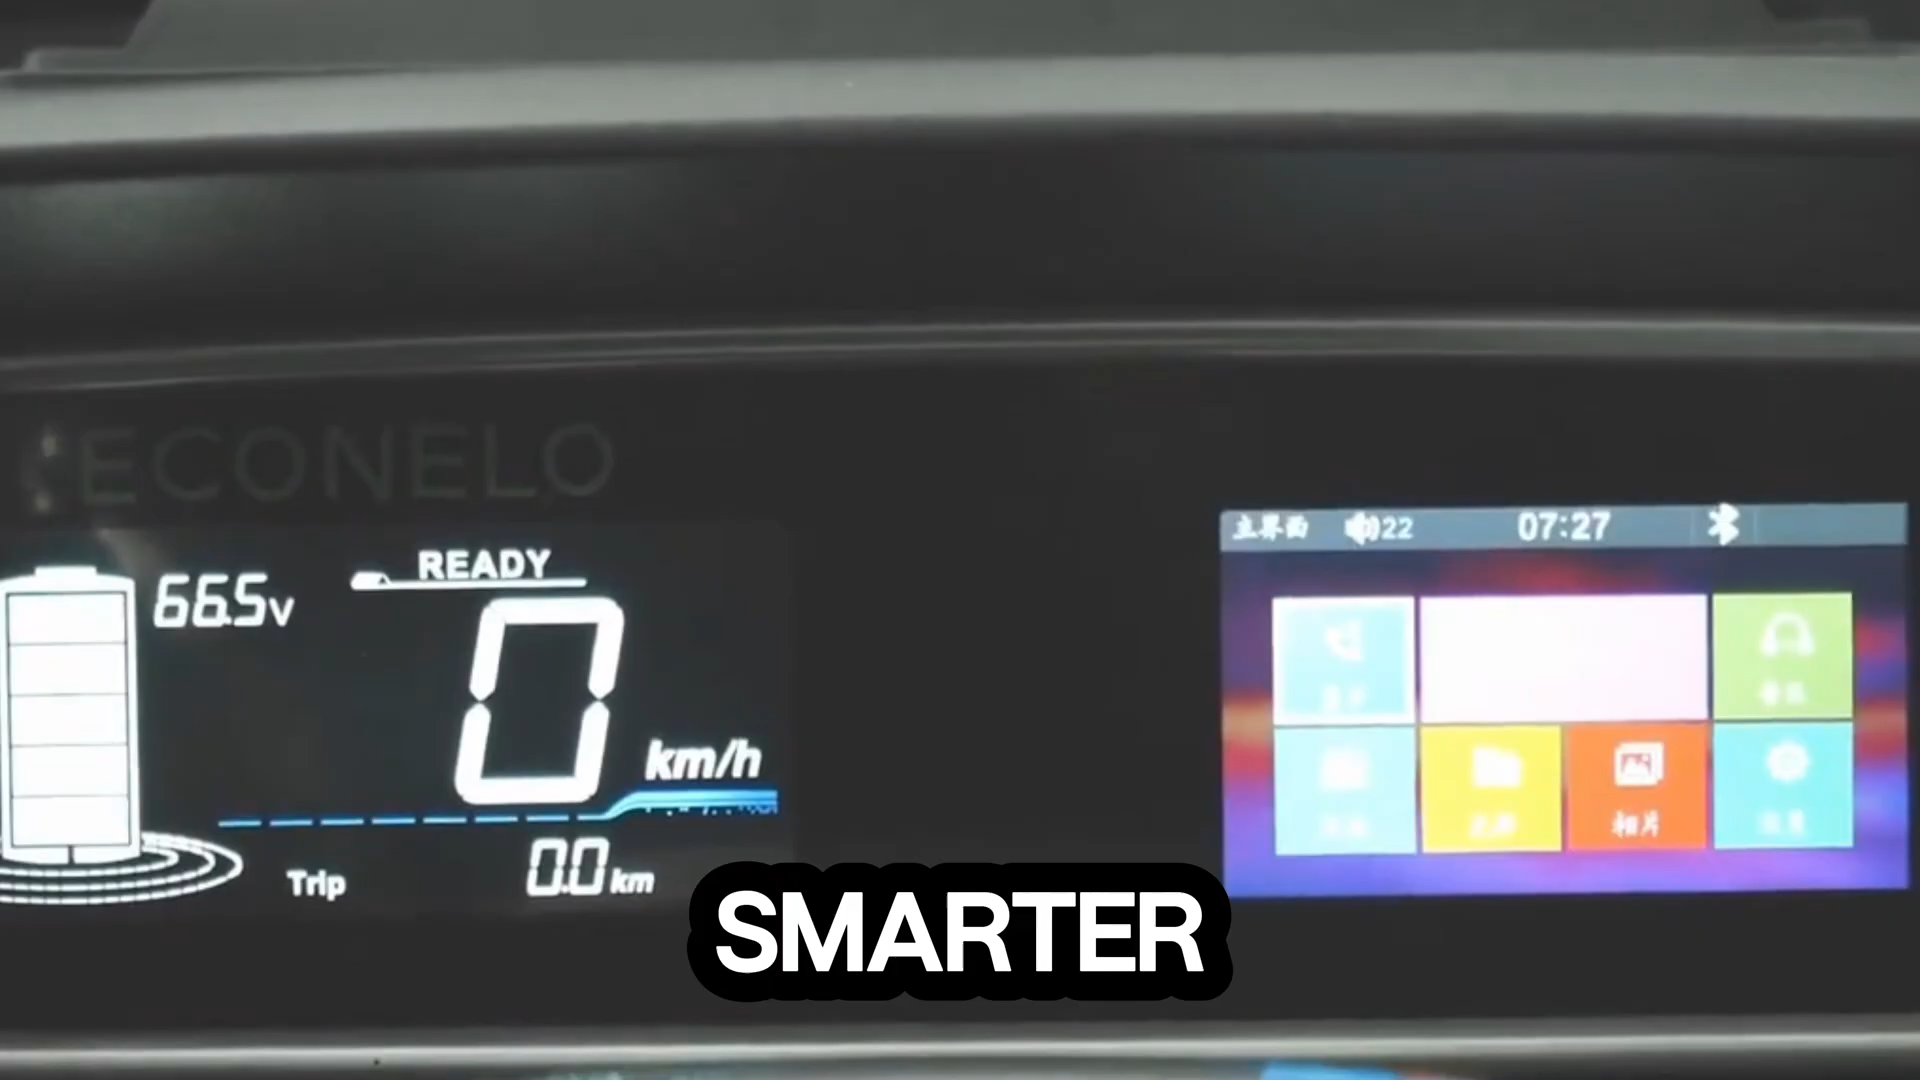 ECONELO
READY
66.5V
0
km/h
Trip
0.0 km
主界面
22
07:27
相片
SMARTER